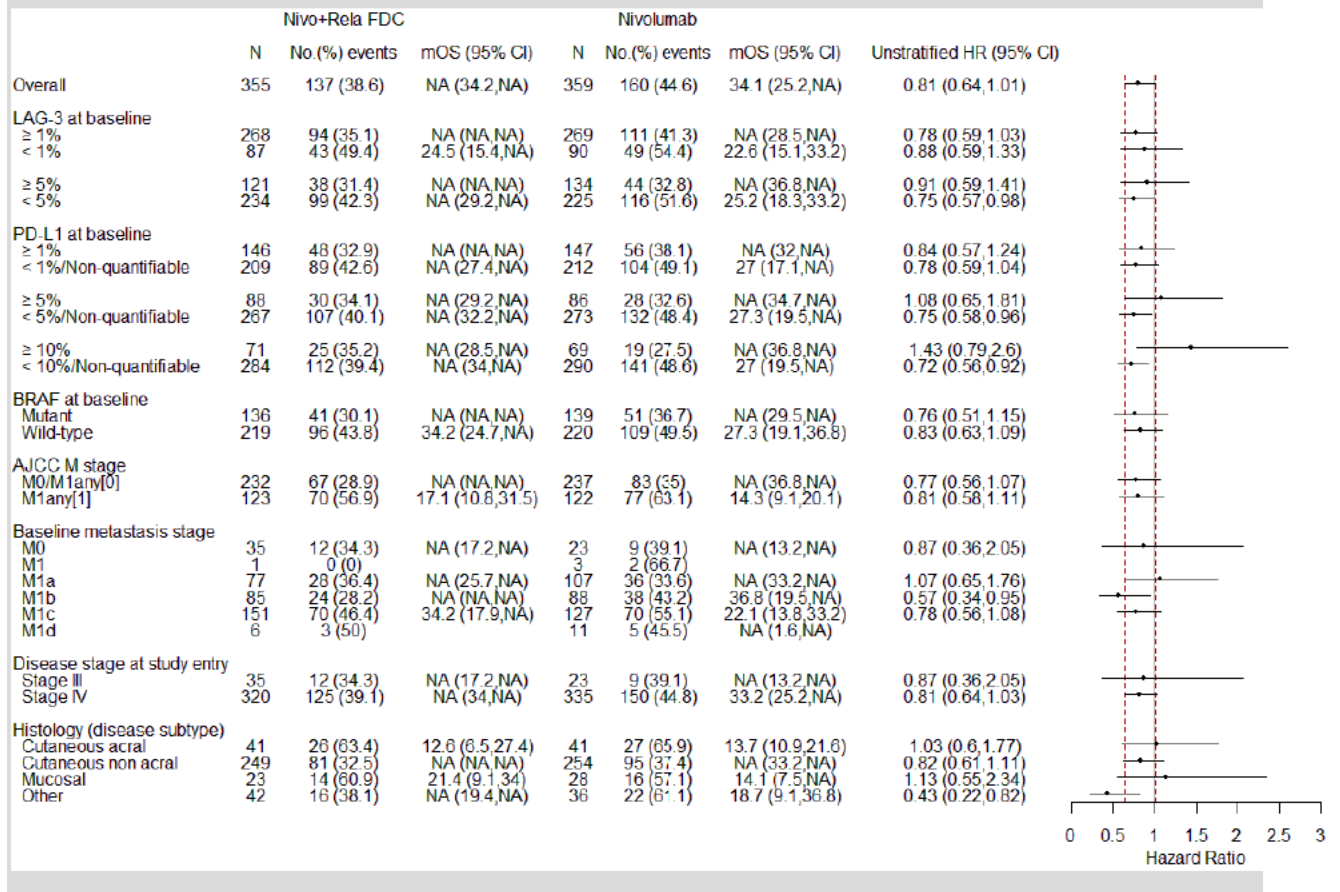 Nivo+Rela FDC Nivolumab
N No.(%) events mOS (95% CI) N No.(%) events mOS (95% CI) Unstratified HR (95% CI)
Overall 355 137 (38.6) NA (34.2,NA) 359 160 (44.6) 34.1 (25.2,NA) 0.81 (0.64,1.01)
LAG-3 at baseline
≥ 1% 268 94 (35.1) NA (NA,NA) 269 111 (41.3) NA (28.5,NA) 0.78 (0.59,1.03)
< 1% 87 43 (49.4) 24.5 (15.4,NA) 90 49 (54.4) 22.6 (15.1,33.2) 0.88 (0.59,1.33)
≥ 5% 121 38 (31.4) NA (NA,NA) 134 44 (32.8) NA (36.8,NA) 0.91 (0.59,1.41)
< 5% 234 99 (42.3) NA (29.2,NA) 225 116 (51.6) 25.2 (18.3,33.2) 0.75 (0.57,0.98)
PD-L1 at baseline
≥ 1% 146 48 (32.9) NA (NA,NA) 147 56 (38.1) NA (32,NA) 0.84 (0.57,1.24)
< 1%/Non-quantifiable 209 89 (42.6) NA (27.4,NA) 212 104 (49.1) 27 (17.1,NA) 0.78 (0.59,1.04)
≥ 5% 88 30 (34.1) NA (29.2,NA) 86 28 (32.6) NA (34.7,NA) 1.08 (0.65,1.81)
< 5%/Non-quantifiable 267 107 (40.1) NA (32.2,NA) 273 132 (48.4) 27.3 (19.5,NA) 0.75 (0.58,0.96)
≥ 10% 71 25 (35.2) NA (28.5,NA) 69 19 (27.5) NA (36.8,NA) 1.43 (0.79,2.6)
< 10%/Non-quantifiable 284 112 (39.4) NA (34,NA) 290 141 (48.6) 27 (19.5,NA) 0.72 (0.56,0.92)
BRAF at baseline
Mutant 136 41 (30.1) NA (NA,NA) 139 51 (36.7) NA (29.5,NA) 0.76 (0.51,1.15)
Wild-type 219 96 (43.8) 34.2 (24.7,NA) 220 109 (49.5) 27.3 (19.1,36.8) 0.83 (0.63,1.09)
AJCC M stage
M0/M1any[0] 232 67 (28.9) NA (NA,NA) 237 83 (35) NA (36.8,NA) 0.77 (0.56,1.07)
M1any[1] 123 70 (56.9) 17.1 (10.8,31.5) 122 77 (63.1) 14.3 (9.1,20.1) 0.81 (0.58,1.11)
Baseline metastasis stage
M0 35 12 (34.3) NA (17.2,NA) 23 9 (39.1) NA (13.2,NA) 0.87 (0.36,2.05)
M1 1 0 (0) 3 2 (66.7)
M1a 77 28 (36.4) NA (25.7,NA) 107 36 (33.6) NA (33.2,NA) 1.07 (0.65,1.76)
M1b 85 24 (28.2) NA (NA,NA) 88 38 (43.2) 36.8 (19.5,NA) 0.57 (0.34,0.95)
M1c 151 70 (46.4) 34.2 (17.9,NA) 127 70 (55.1) 22.1 (13.8,33.2) 0.78 (0.56,1.08)
M1d 6 3 (50) 11 5 (45.5) NA (1.6,NA)
Disease stage at study entry
Stage III 35 12 (34.3) NA (17.2,NA) 23 9 (39.1) NA (13.2,NA) 0.87 (0.36,2.05)
Stage IV 320 125 (39.1) NA (34,NA) 335 150 (44.8) 33.2 (25.2,NA) 0.81 (0.64,1.03)
Histology (disease subtype)
Cutaneous acral 41 26 (63.4) 12.6 (6.5,27.4) 41 27 (65.9) 13.7 (10.9,21.6) 1.03 (0.6,1.77)
Cutaneous non acral 249 81 (32.5) NA (NA,NA) 254 95 (37.4) NA (33.2,NA) 0.82 (0.61,1.11)
Mucosal 23 14 (60.9) 21.4 (9.1,34) 28 16 (57.1) 14.1 (7.5,NA) 1.13 (0.55,2.34)
Other 42 16 (38.1) NA (19.4,NA) 36 22 (61.1) 18.7 (9.1,36.8) 0.43 (0.22,0.82)
0 0.5 1 1.5 2 2.5 3
Hazard Ratio